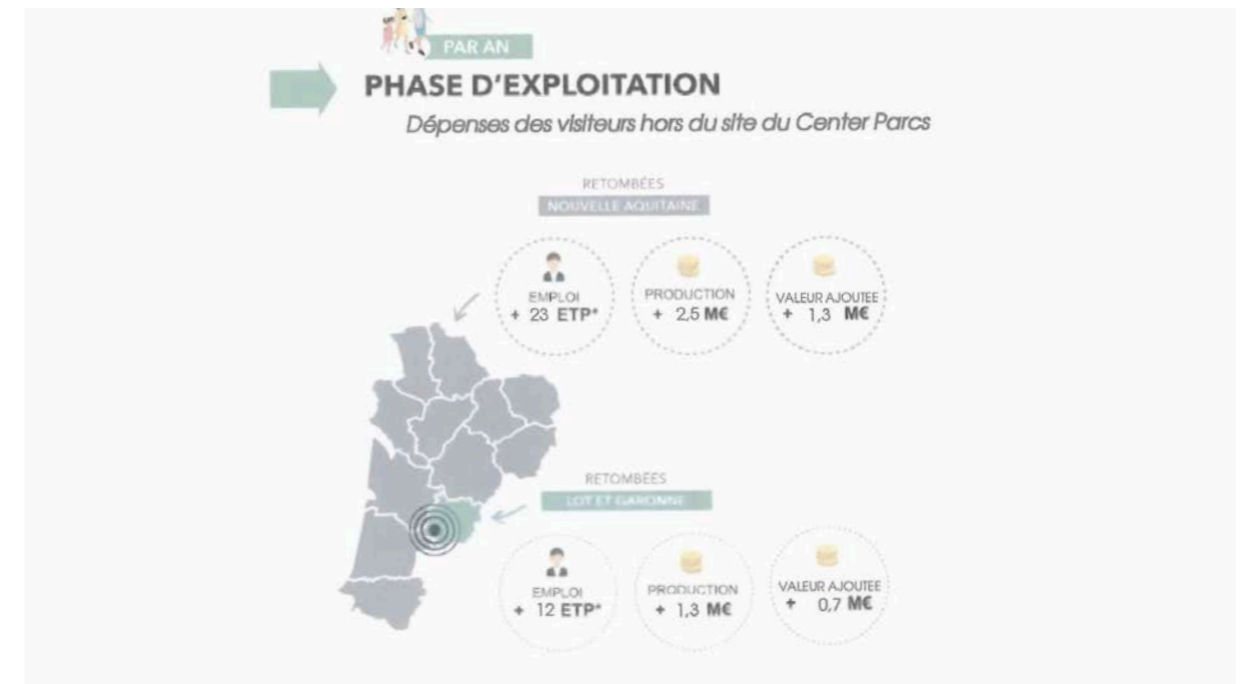 PAR AN
PHASE D'EXPLOITATION
Dépenses des visiteurs hors du site du Center Parcs
RETOMBÉES
NOUVELLE AQUITAINE
EMPLOI
+ 23 ETP*
PRODUCTION
+ 2,5 M€
VALEUR AJOUTEE
+ 1,3 M€
RETOMBÉES
LOT ET GARONNE
EMPLOI
+ 12 ETP*
PRODUCTION
+ 1,3 M€
VALEUR AJOUTEE
+ 0,7 M€